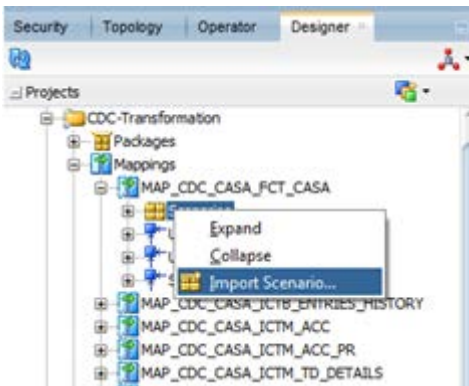 Security Topology Operator Designer
Projects
CDC-Transformation
Packages
Mappings
MAP_CDC_CASA_FCT_CASA
Expand
Collapse
Import Scenario...
MAP_CDC_CASA_ICTB_ENTRIES_HISTORY
MAP_CDC_CASA_ICTM_ACC
MAP_CDC_CASA_ICTM_ACC_PR
MAP_CDC_CASA_ICTM_TD_DETAILS